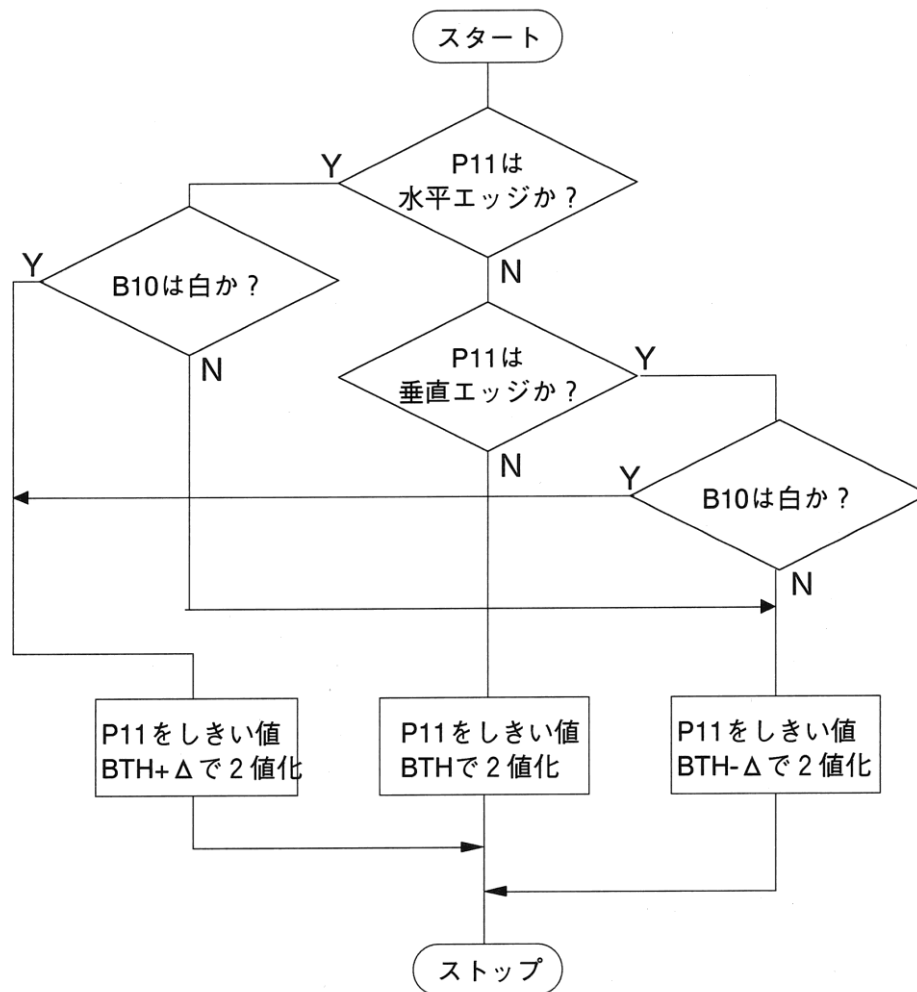 スタート
P11は
水平エッジか？
Y
N
B10は白か？
Y
N
P11は
垂直エッジか？
Y
N
B10は白か？
Y
N
P11をしきい値
BTH+Δで２値化
P11をしきい値
BTHで２値化
P11をしきい値
BTH-Δで２値化
ストップ